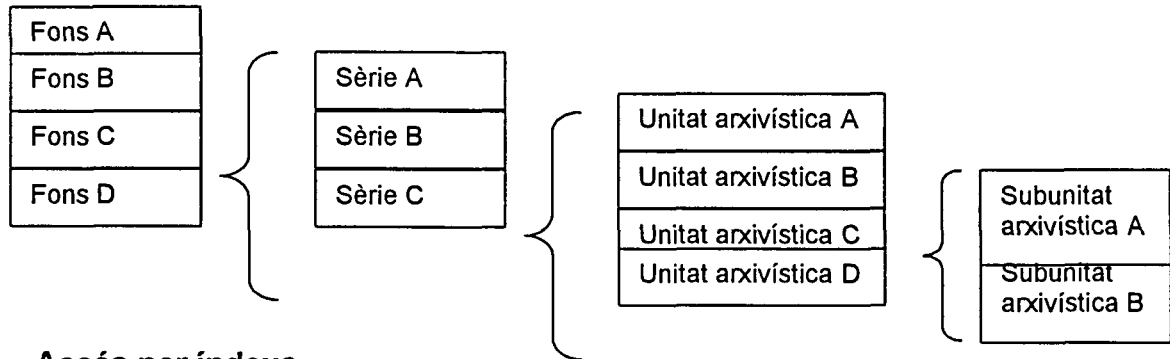 Fons A
Fons B
Fons C
Fons D
Sèrie A
Sèrie B
Sèrie C
Unitat arxivística A
Unitat arxivística B
Unitat arxivística C
Unitat arxivística D
Subunitat
arxivística A
Subunitat
arxivística B
Accés per índexs